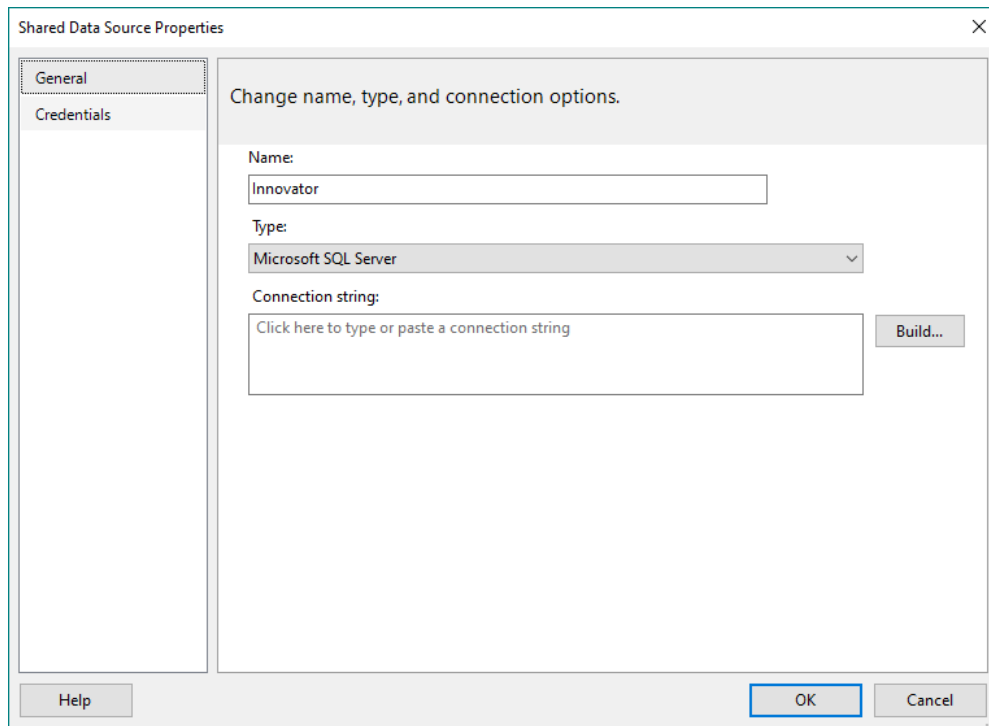 Shared Data Source Properties
General
Credentials
Change name, type, and connection options.
Name:
Innovator
Type:
Microsoft SQL Server
Connection string:
Click here to type or paste a connection string
Build...
Help
OK
Cancel